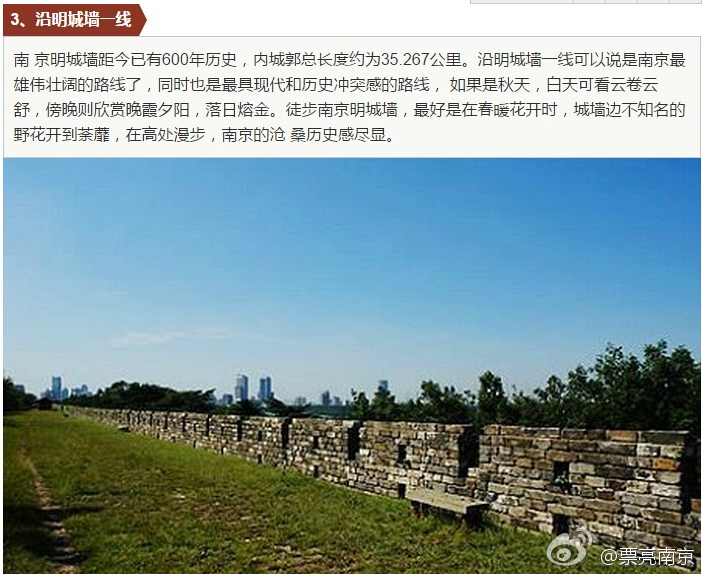 3、沿明城墙一线
南 京明城墙距今已有600年历史，内城郭总长度约为35.267公里。沿明城墙一线可以说是南京最
雄伟壮阔的路线了，同时也是最具现代和历史冲突感的路线， 如果是秋天，白天可看云卷云
舒，傍晚则欣赏晚霞夕阳，落日熔金。徒步南京明城墙，最好是在春暖花开时，城墙边不知名的
野花开到荼蘼，在高处漫步，南京的沧 桑历史感尽显。
@票亮南京